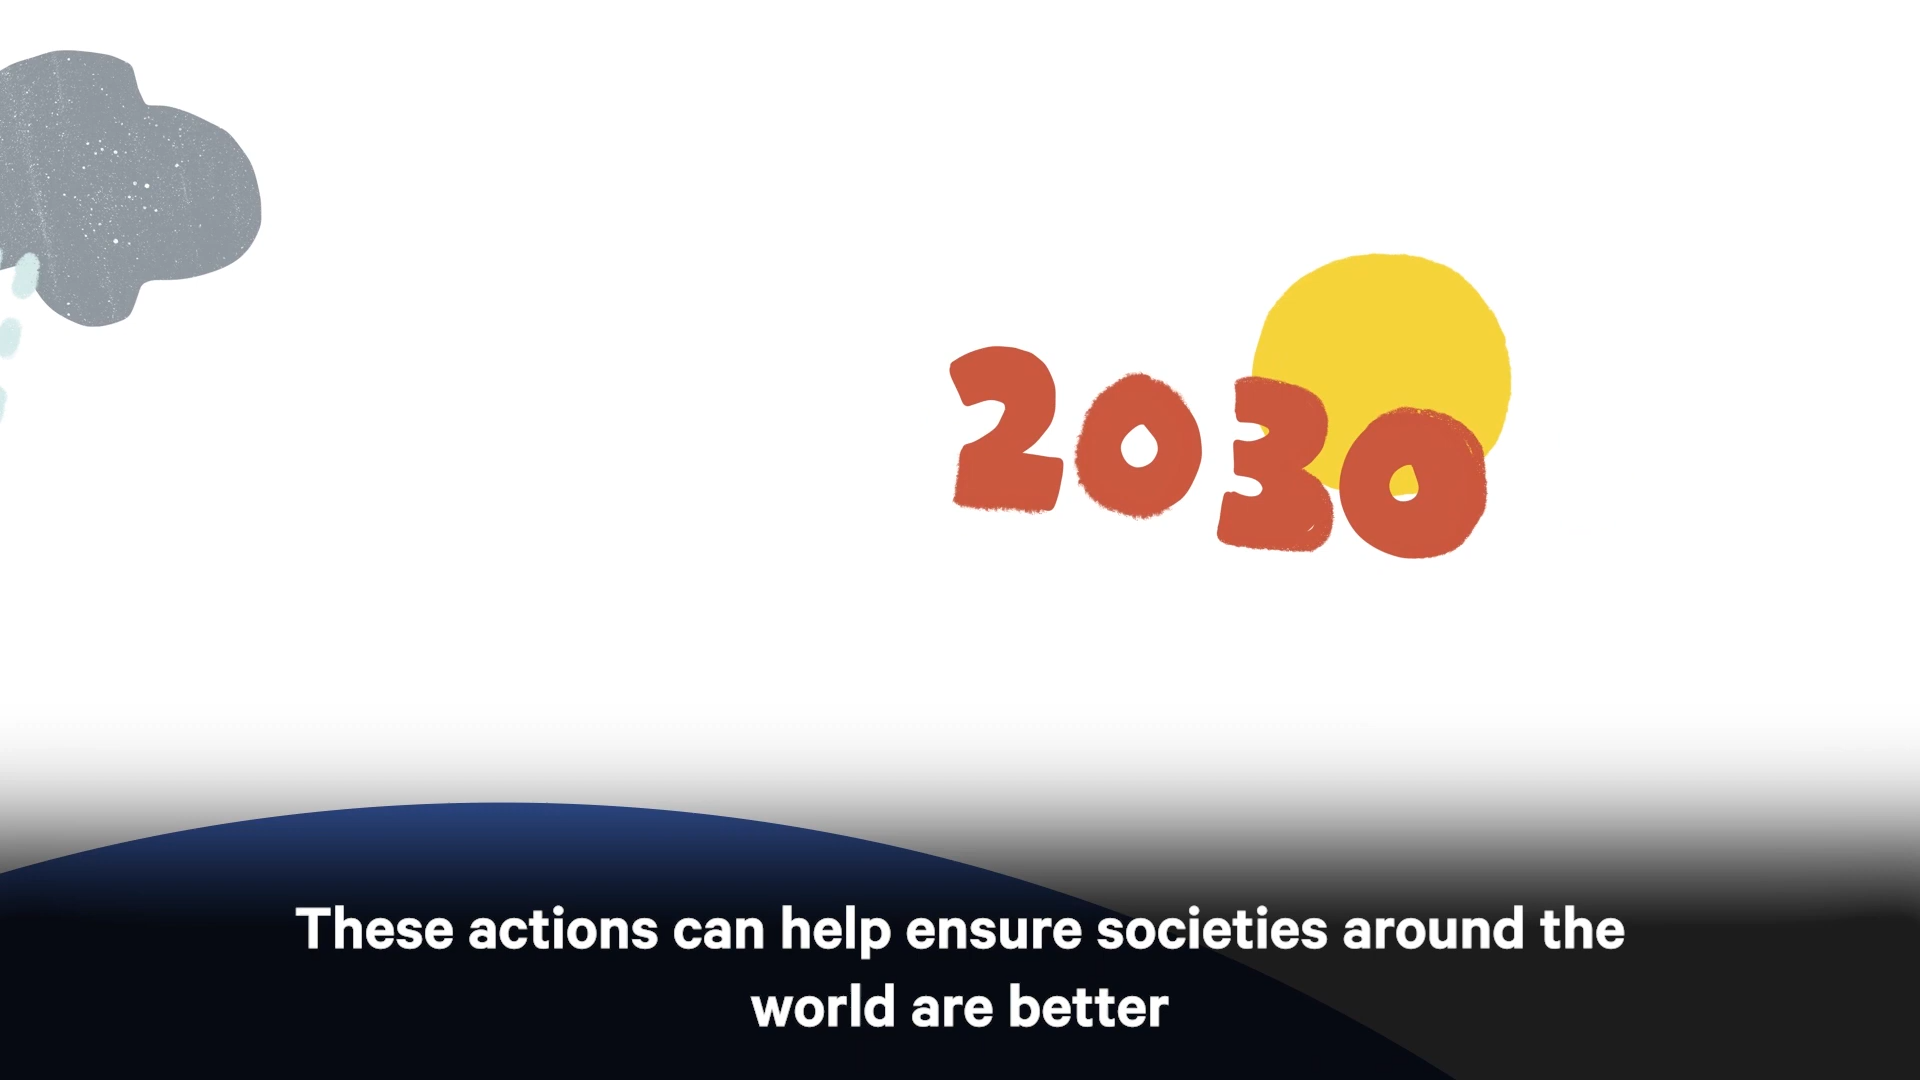 2030
These actions can help ensure societies around the
world are better